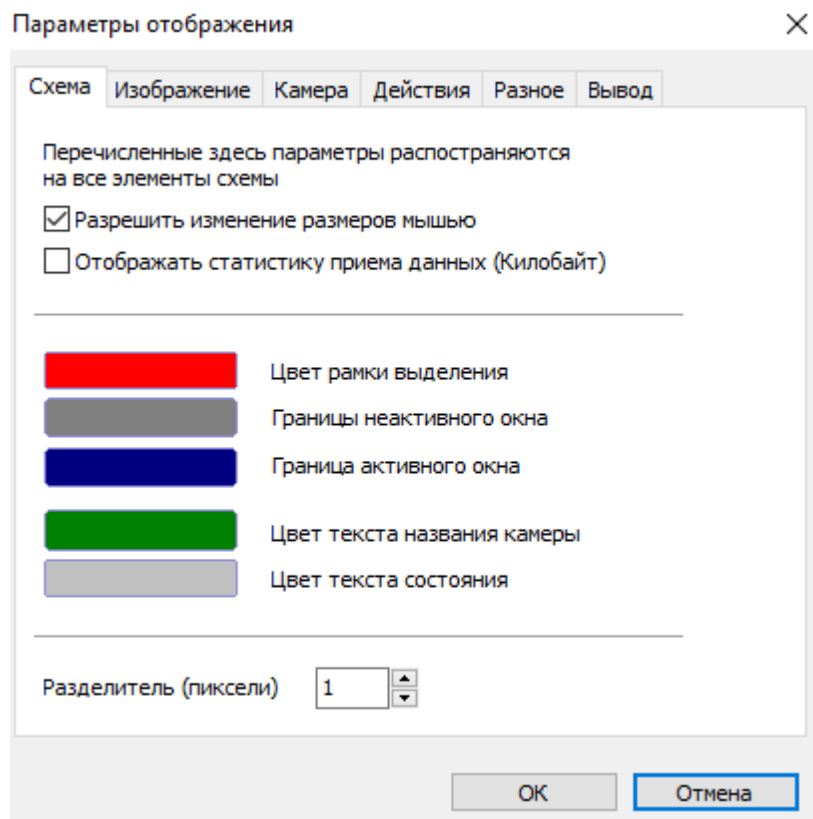 Параметры отображения
Схема Изображение Камера Действия Разное Вывод
Перечисленные здесь параметры распостраняются
на все элементы схемы
Разрешить изменение размеров мышью
Отображать статистику приема данных (Килобайт)
Цвет рамки выделения
Границы неактивного окна
Граница активного окна
Цвет текста названия камеры
Цвет текста состояния
Разделитель (пиксели) 1
ОК Отмена